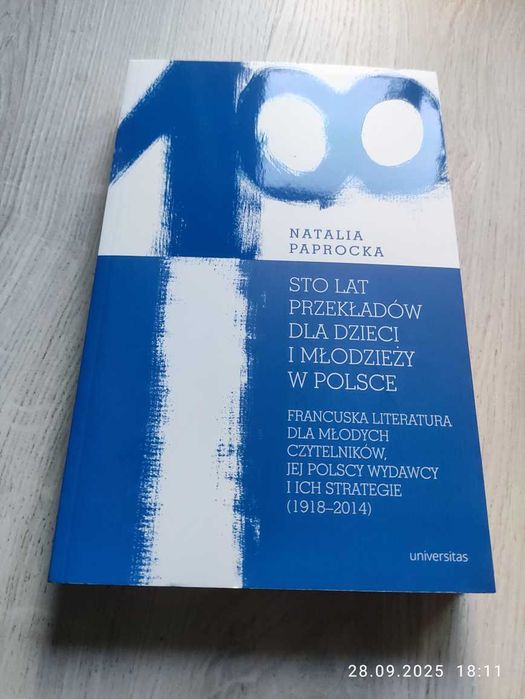 100
NATALIA
PAPROCKA
STO LAT
PRZEKŁADÓW
DLA DZIECI
I MŁODZIEŻY
W POLSCE
FRANCUSKA LITERATURA
DLA MŁODYCH
CZYTELNIKÓW,
JEJ POLSCY WYDAWCY
I ICH STRATEGIE
(1918–2014)
universitas
28.09.2025 18:11